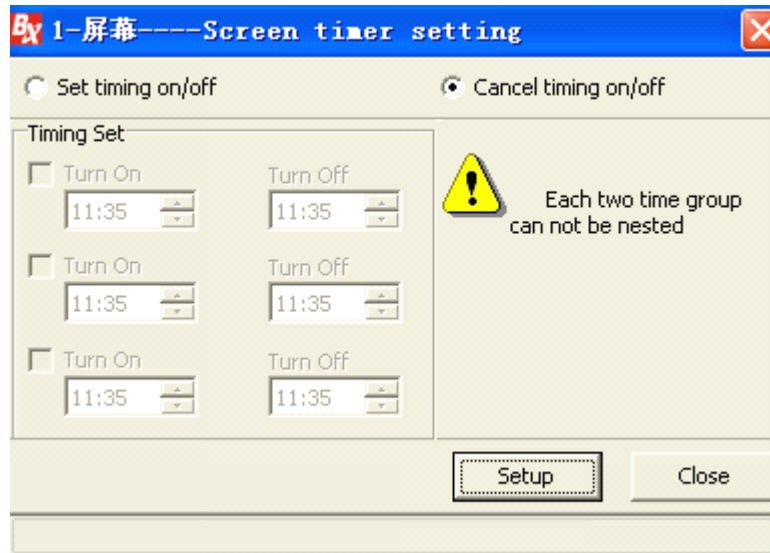 BX 1-屏幕----Screen timer setting
Set timing on/off Cancel timing on/off
Timing Set
Turn On Turn Off
11:35 11:35
Each two time group
can not be nested
Turn On Turn Off
11:35 11:35
Turn On Turn Off
11:35 11:35
Setup Close